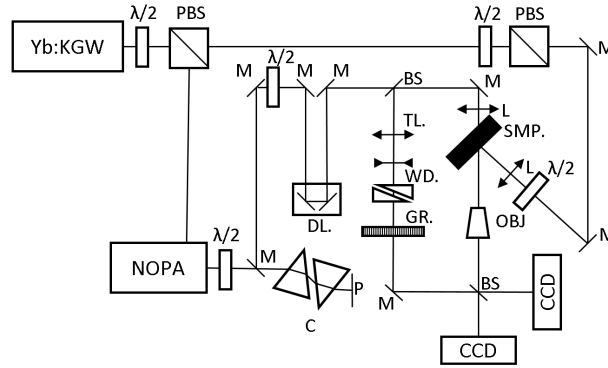 λ/2
PBS
λ/2
PBS
Yb:KGW
M
M
λ/2
M
M
BS
M
L
TL.
SMP.
L
λ/2
WD.
DL.
GR.
OBJ
M
λ/2
NOPA
M
P
C
M
BS
CCD
CCD